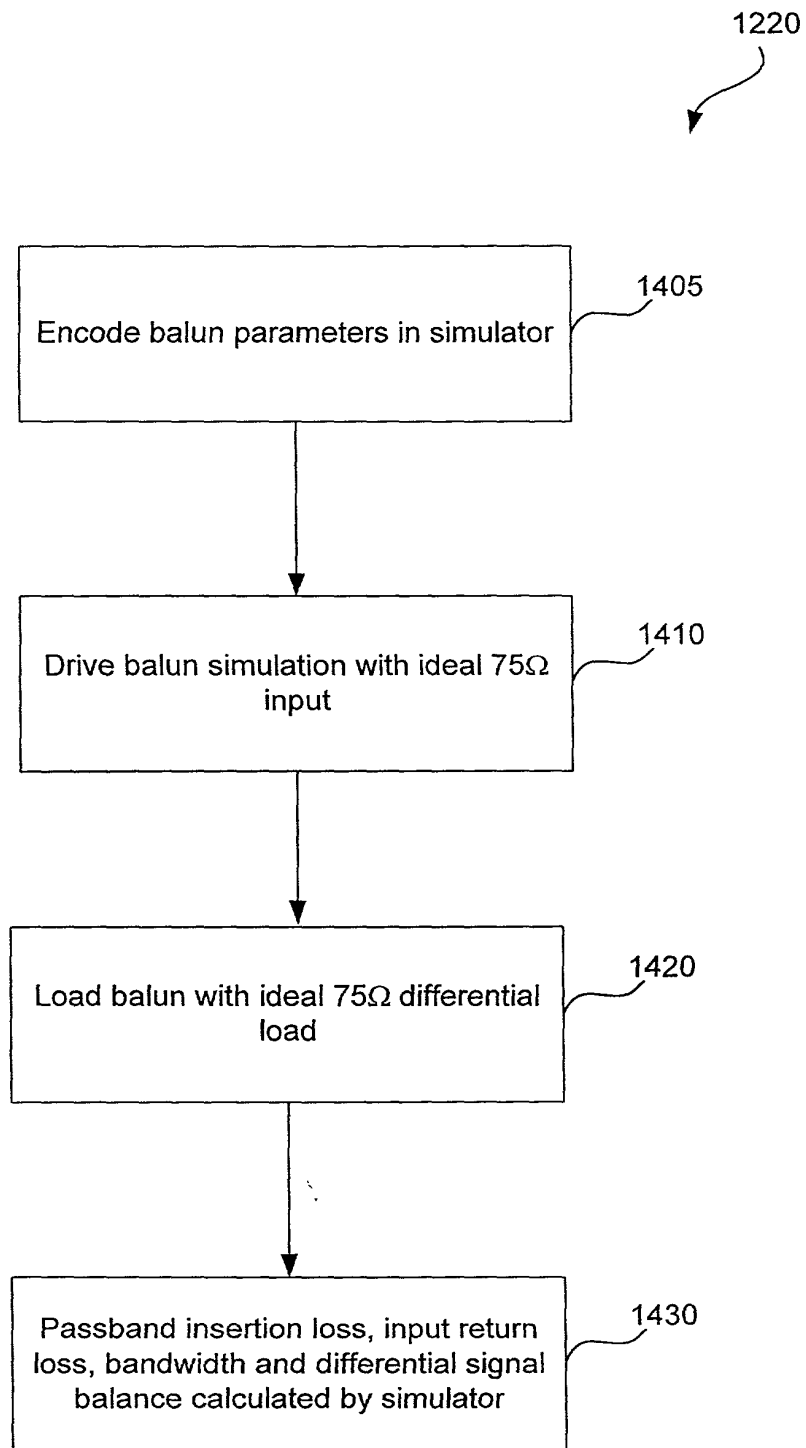 1220
1405
Encode balun parameters in simulator
1410
Drive balun simulation with ideal 75Ω
input
1420
Load balun with ideal 75Ω differential
load
1430
Passband insertion loss, input return
loss, bandwidth and differential signal
balance calculated by simulator